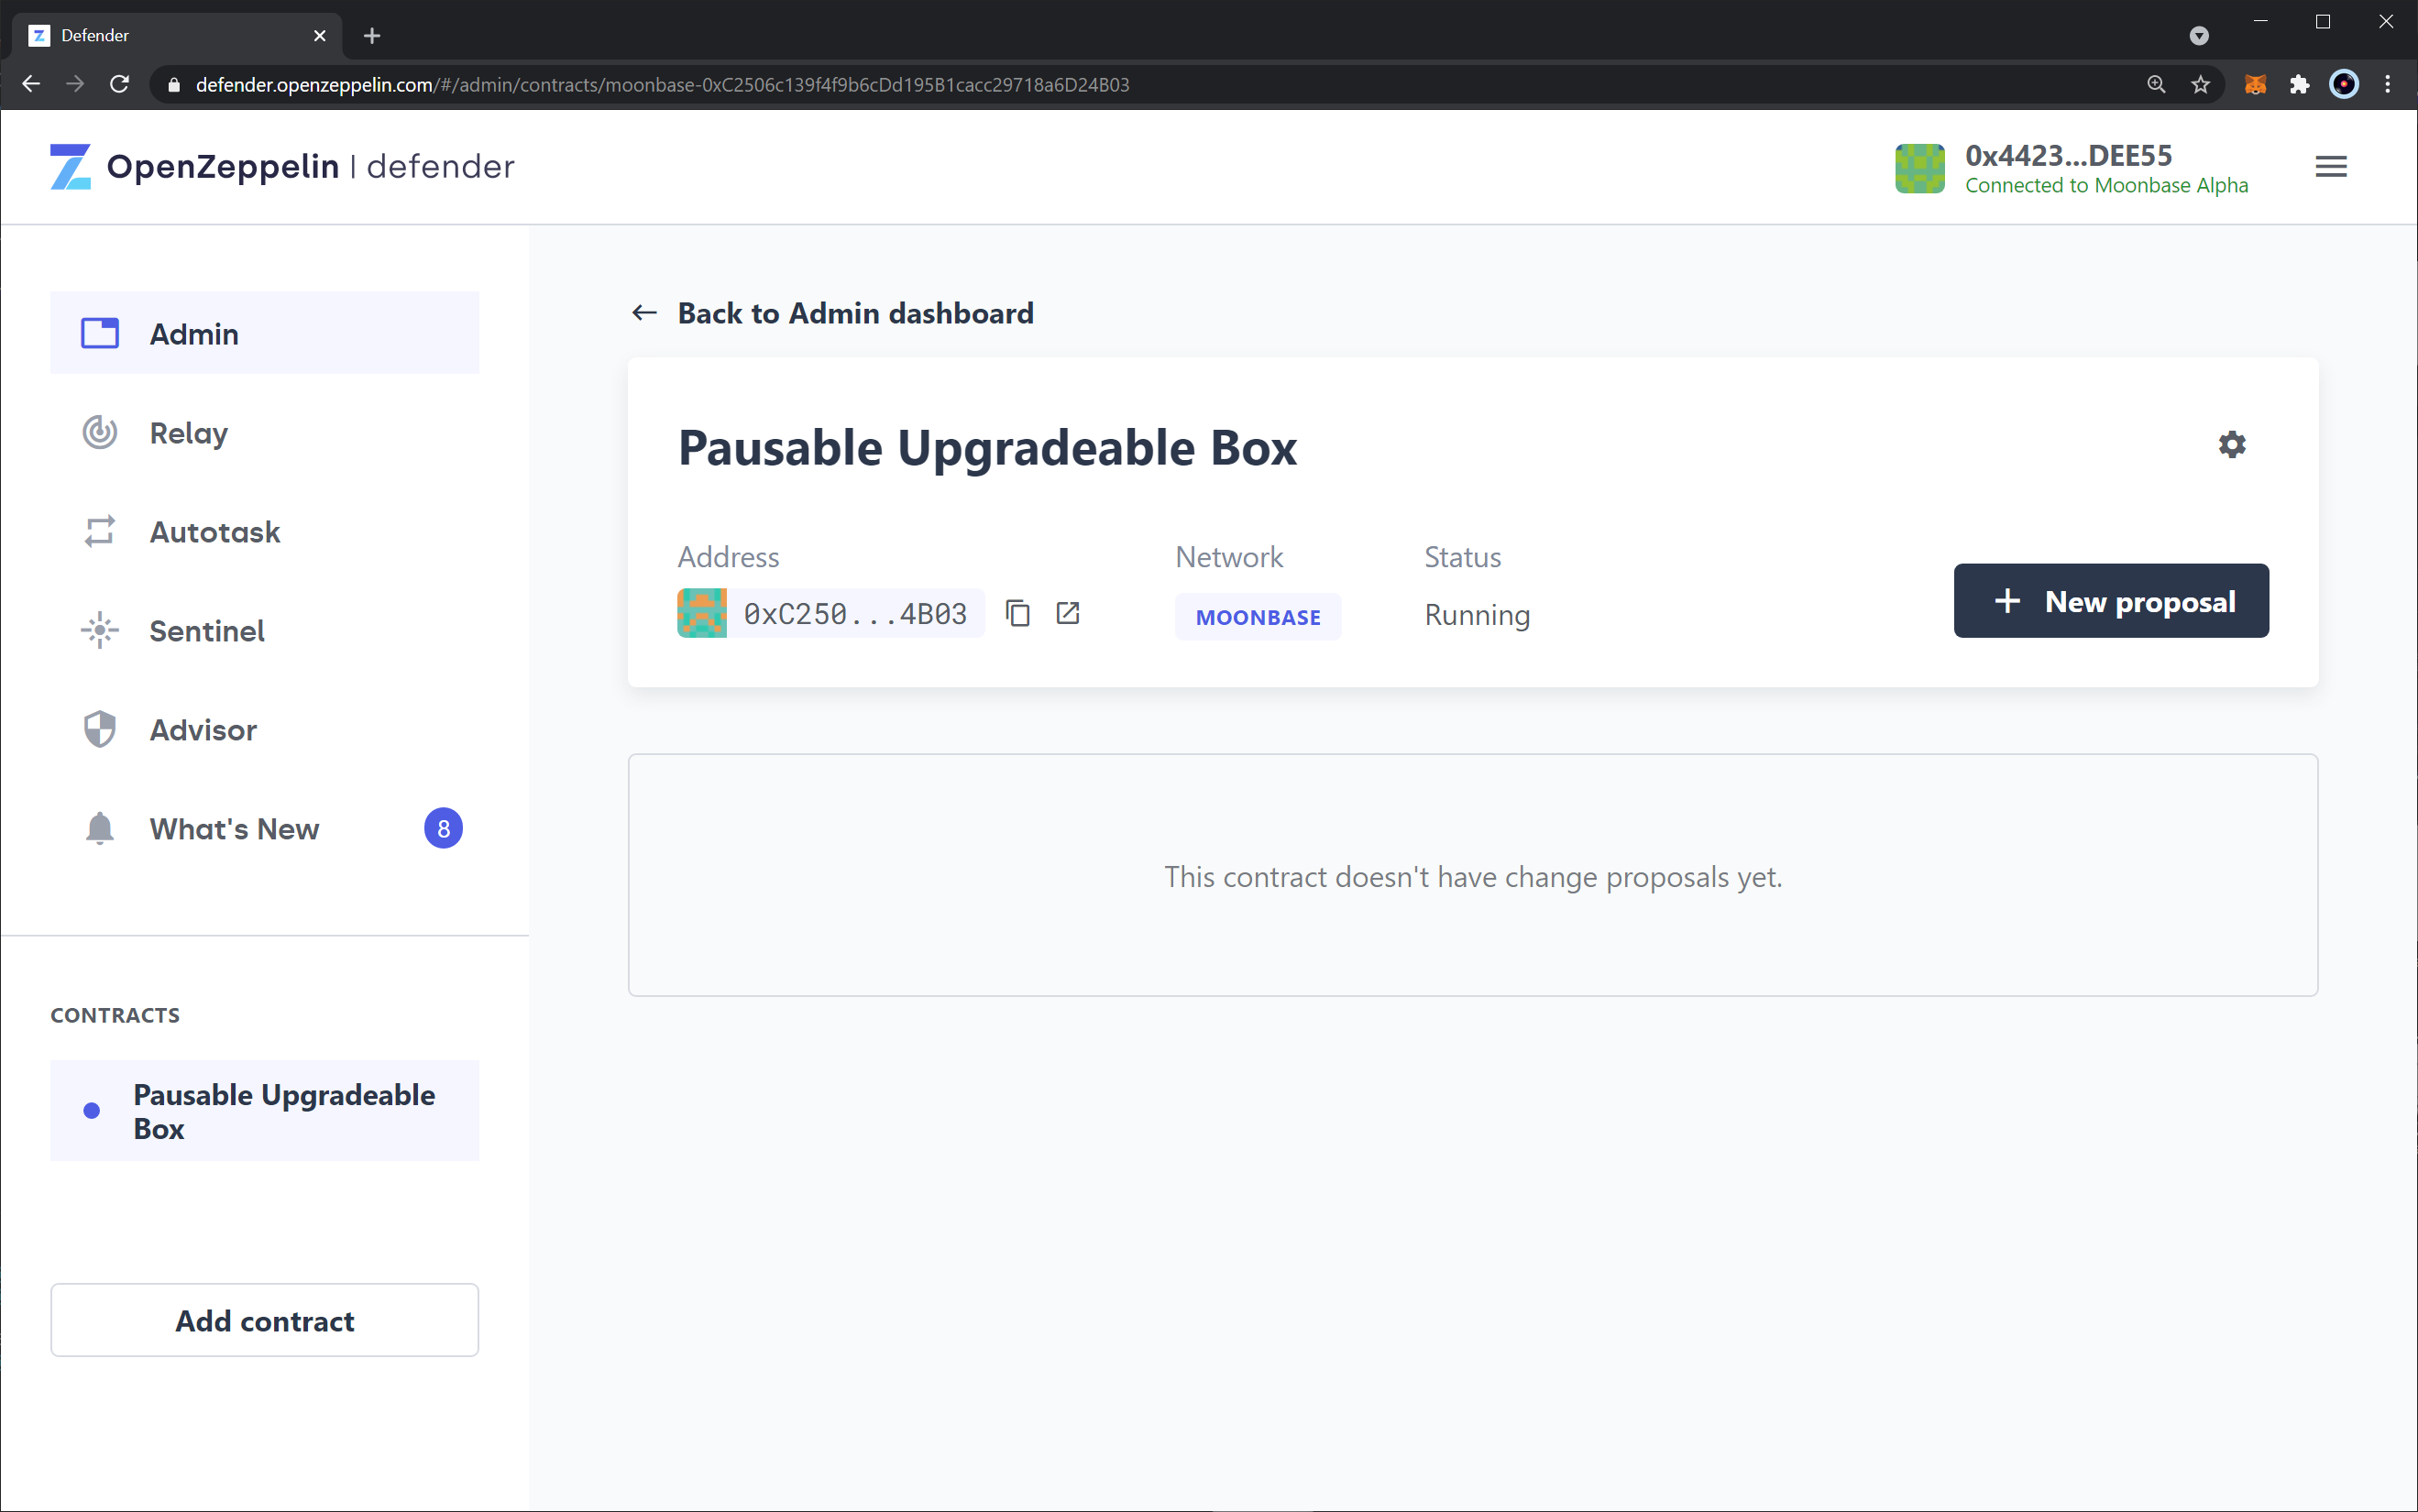 Defender
defender.openzeppelin.com/#/admin/contracts/moonbase-0xC2506c139f4f9b6cDd195B1cacc29718a6D24B03
OpenZeppelin | defender
0x4423...DEE55
Connected to Moonbase Alpha
Admin
Relay
Autotask
Sentinel
Advisor
What's New
8
CONTRACTS
Pausable Upgradeable
Box
Add contract
Back to Admin dashboard
Pausable Upgradeable Box
Address
Network
Status
0xC250...4B03
MOONBASE
Running
New proposal
This contract doesn't have change proposals yet.